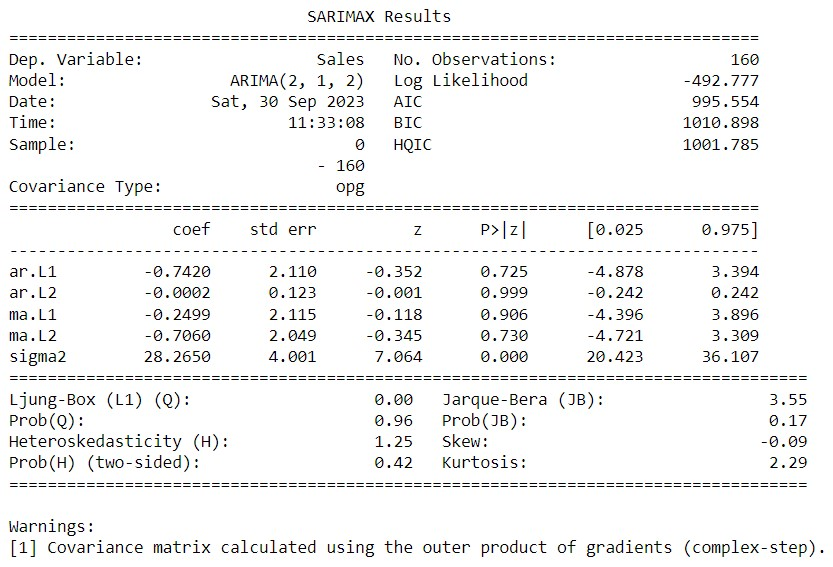 SARIMAX Results
==============================================================================
Dep. Variable:                  Sales   No. Observations:                  160
Model:                 ARIMA(2, 1, 2)   Log Likelihood                -492.777
Date:                Sat, 30 Sep 2023   AIC                            995.554
Time:                        11:33:08   BIC                           1010.898
Sample:                             0   HQIC                          1001.785
                                - 160
Covariance Type:                  opg
==============================================================================
                 coef    std err          z      P>|z|      [0.025      0.975]
------------------------------------------------------------------------------
ar.L1         -0.7420      2.110     -0.352      0.725      -4.878       3.394
ar.L2         -0.0002      0.123     -0.001      0.999      -0.242       0.242
ma.L1         -0.2499      2.115     -0.118      0.906      -4.396       3.896
ma.L2         -0.7060      2.049     -0.345      0.730      -4.721       3.309
sigma2        28.2650      4.001      7.064      0.000      20.423      36.107
===================================================================================
Ljung-Box (L1) (Q):                   0.00   Jarque-Bera (JB):                 3.55
Prob(Q):                              0.96   Prob(JB):                         0.17
Heteroskedasticity (H):               1.25   Skew:                            -0.09
Prob(H) (two-sided):                  0.42   Kurtosis:                         2.29
===================================================================================
Warnings:
[1] Covariance matrix calculated using the outer product of gradients (complex-step).